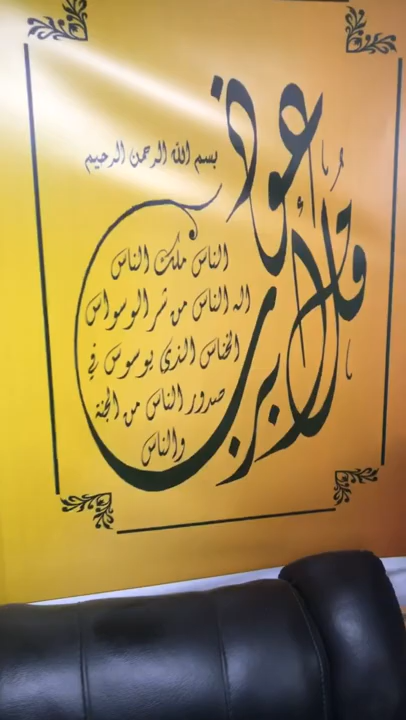 بسم الله الرحمن الرحيم
قل أعوذ برب
الناس ملك الناس
اله الناس من شر الوسواس
الخناس الذي يوسوس في
صدور الناس من الجنة
والناس